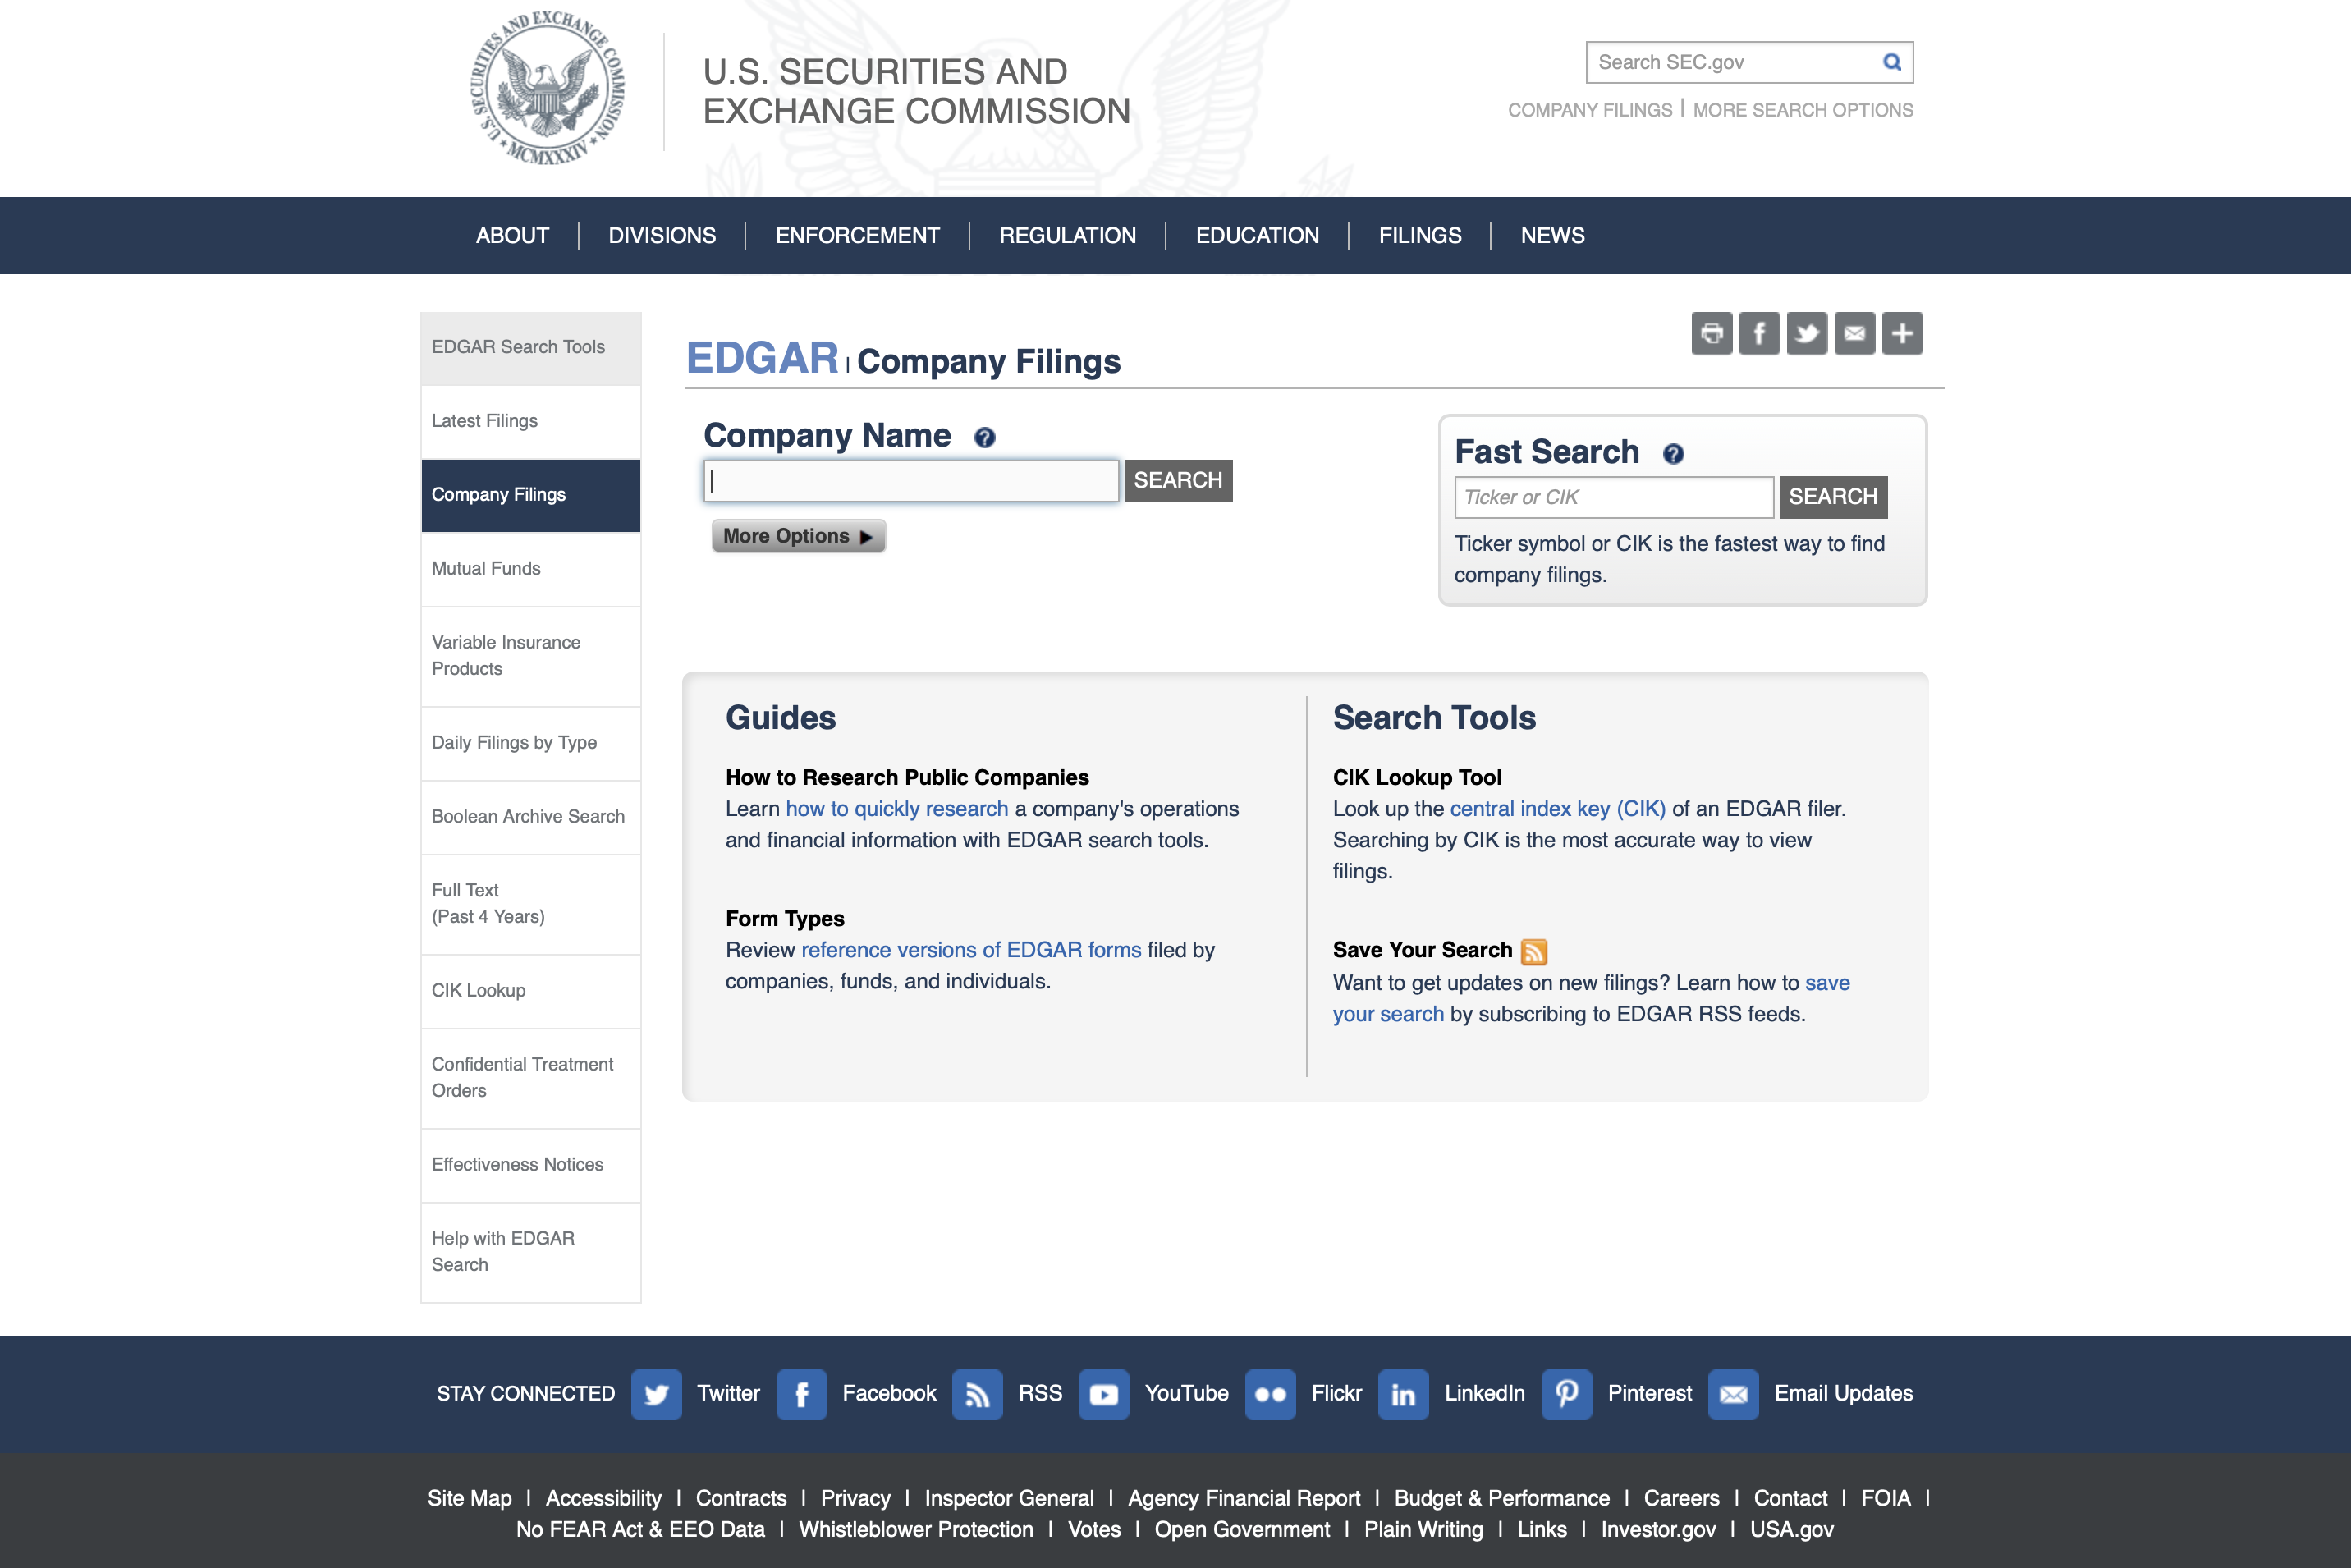 U.S. SECURITIES AND EXCHANGE COMMISSION
MCMXXXIV
U.S. SECURITIES AND
EXCHANGE COMMISSION
Search SEC.gov
COMPANY FILINGS | MORE SEARCH OPTIONS
ABOUT | DIVISIONS | ENFORCEMENT | REGULATION | EDUCATION | FILINGS | NEWS
EDGAR Search Tools
Latest Filings
Company Filings
Mutual Funds
Variable Insurance
Products
Daily Filings by Type
Boolean Archive Search
Full Text
(Past 4 Years)
CIK Lookup
Confidential Treatment
Orders
Effectiveness Notices
Help with EDGAR
Search
EDGAR | Company Filings
Company Name ?
SEARCH
More Options
Fast Search ?
Ticker or CIK
SEARCH
Ticker symbol or CIK is the fastest way to find
company filings.
Guides
How to Research Public Companies
Learn how to quickly research a company's operations
and financial information with EDGAR search tools.
Form Types
Review reference versions of EDGAR forms filed by
companies, funds, and individuals.
Search Tools
CIK Lookup Tool
Look up the central index key (CIK) of an EDGAR filer.
Searching by CIK is the most accurate way to view
filings.
Save Your Search
Want to get updates on new filings? Learn how to save
your search by subscribing to EDGAR RSS feeds.
STAY CONNECTED Twitter Facebook RSS YouTube Flickr LinkedIn Pinterest Email Updates
Site Map | Accessibility | Contracts | Privacy | Inspector General | Agency Financial Report | Budget & Performance | Careers | Contact | FOIA |
No FEAR Act & EEO Data | Whistleblower Protection | Votes | Open Government | Plain Writing | Links | Investor.gov | USA.gov